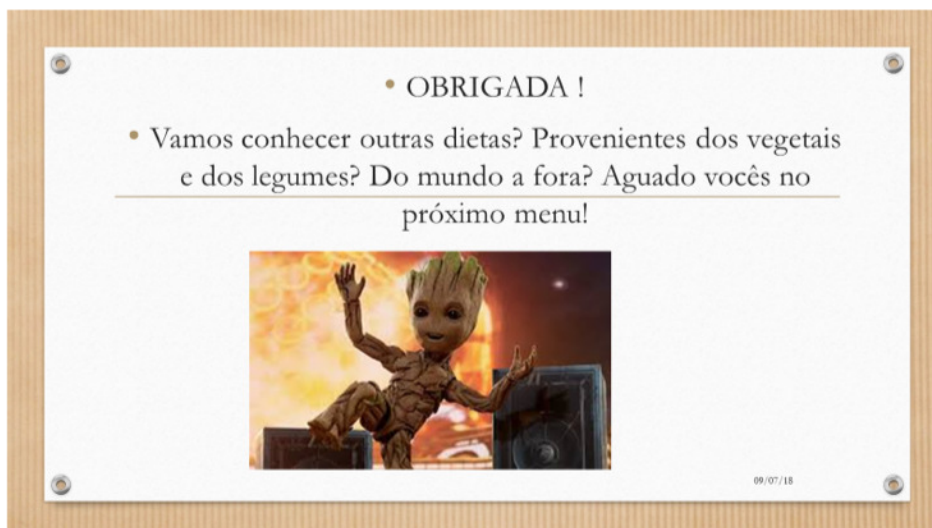 • OBRIGADA !
• Vamos conhecer outras dietas? Provenientes dos vegetais
e dos legumes? Do mundo a fora? Aguado vocês no
próximo menu!
09/07/18